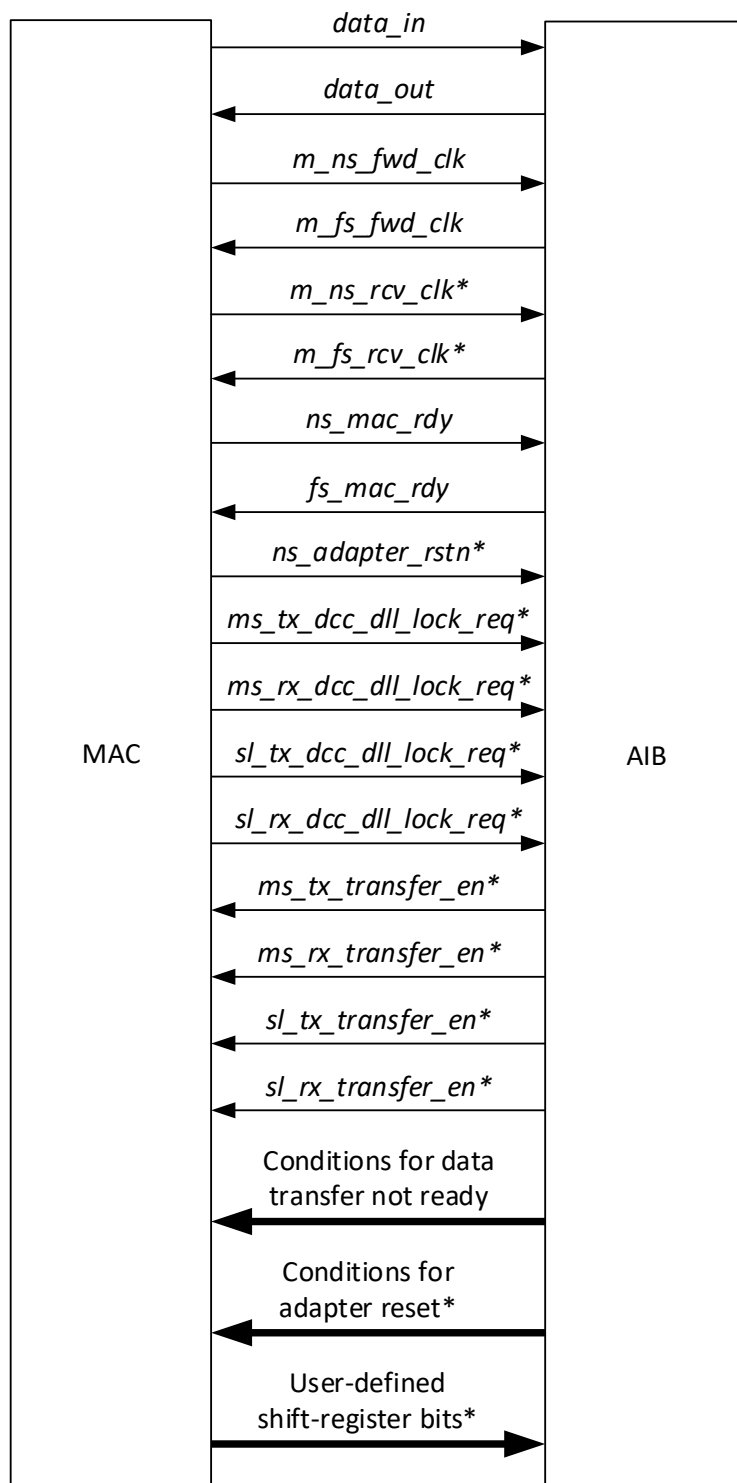 data_in
data_out
m_ns_fwd_clk
m_fs_fwd_clk
m_ns_rcv_clk*
m_fs_rcv_clk*
ns_mac_rdy
fs_mac_rdy
ns_adapter_rstn*
ms_tx_dcc_dll_lock_req*
ms_rx_dcc_dll_lock_req*
MAC
sl_tx_dcc_dll_lock_req*
AIB
sl_rx_dcc_dll_lock_req*
ms_tx_transfer_en*
ms_rx_transfer_en*
sl_tx_transfer_en*
sl_rx_transfer_en*
Conditions for data
transfer not ready
Conditions for
adapter reset*
User-defined
shift-register bits*